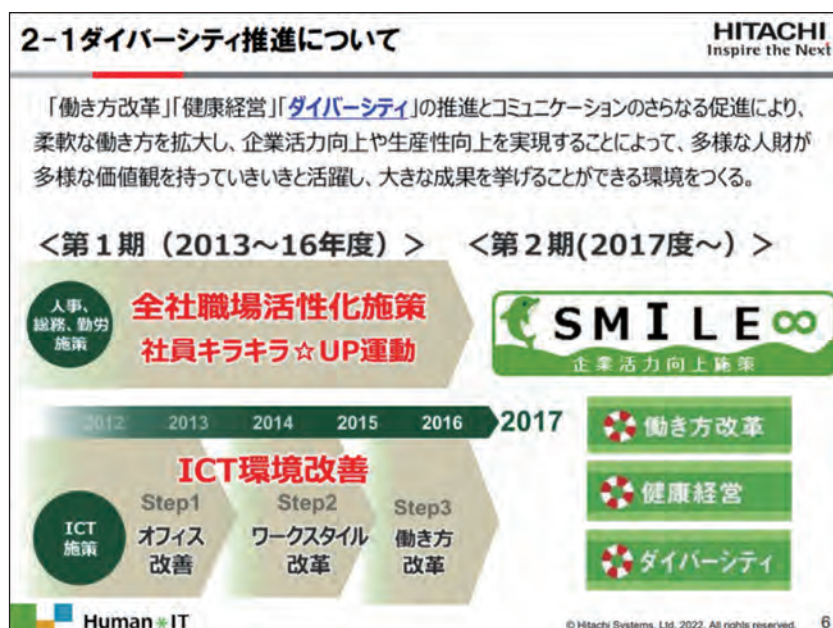 2-1ダイバーシティ推進について
HITACHI
Inspire the Next
「働き方改革」「健康経営」「ダイバーシティ」の推進とコミュニケーションのさらなる促進により、
柔軟な働き方を拡大し、企業活力向上や生産性向上を実現することによって、多様な人財が
多様な価値観を持っていきいきと活躍し、大きな成果を挙げることができる環境をつくる。
＜第1期（2013～16年度）＞
＜第2期(2017度～）＞
人事、
総務、勤労
施策
全社職場活性化施策
社員キラキラ☆UP運動
SMILE∞
企業活力向上施策
2012 2013 2014 2015 2016 2017
ICT環境改善
ICT
施策
Step1
オフィス
改善
Step2
ワークスタイル
改革
Step3
働き方
改革
働き方改革
健康経営
ダイバーシティ
Human*IT
© Hitachi Systems, Ltd. 2022. All rights reserved.
6